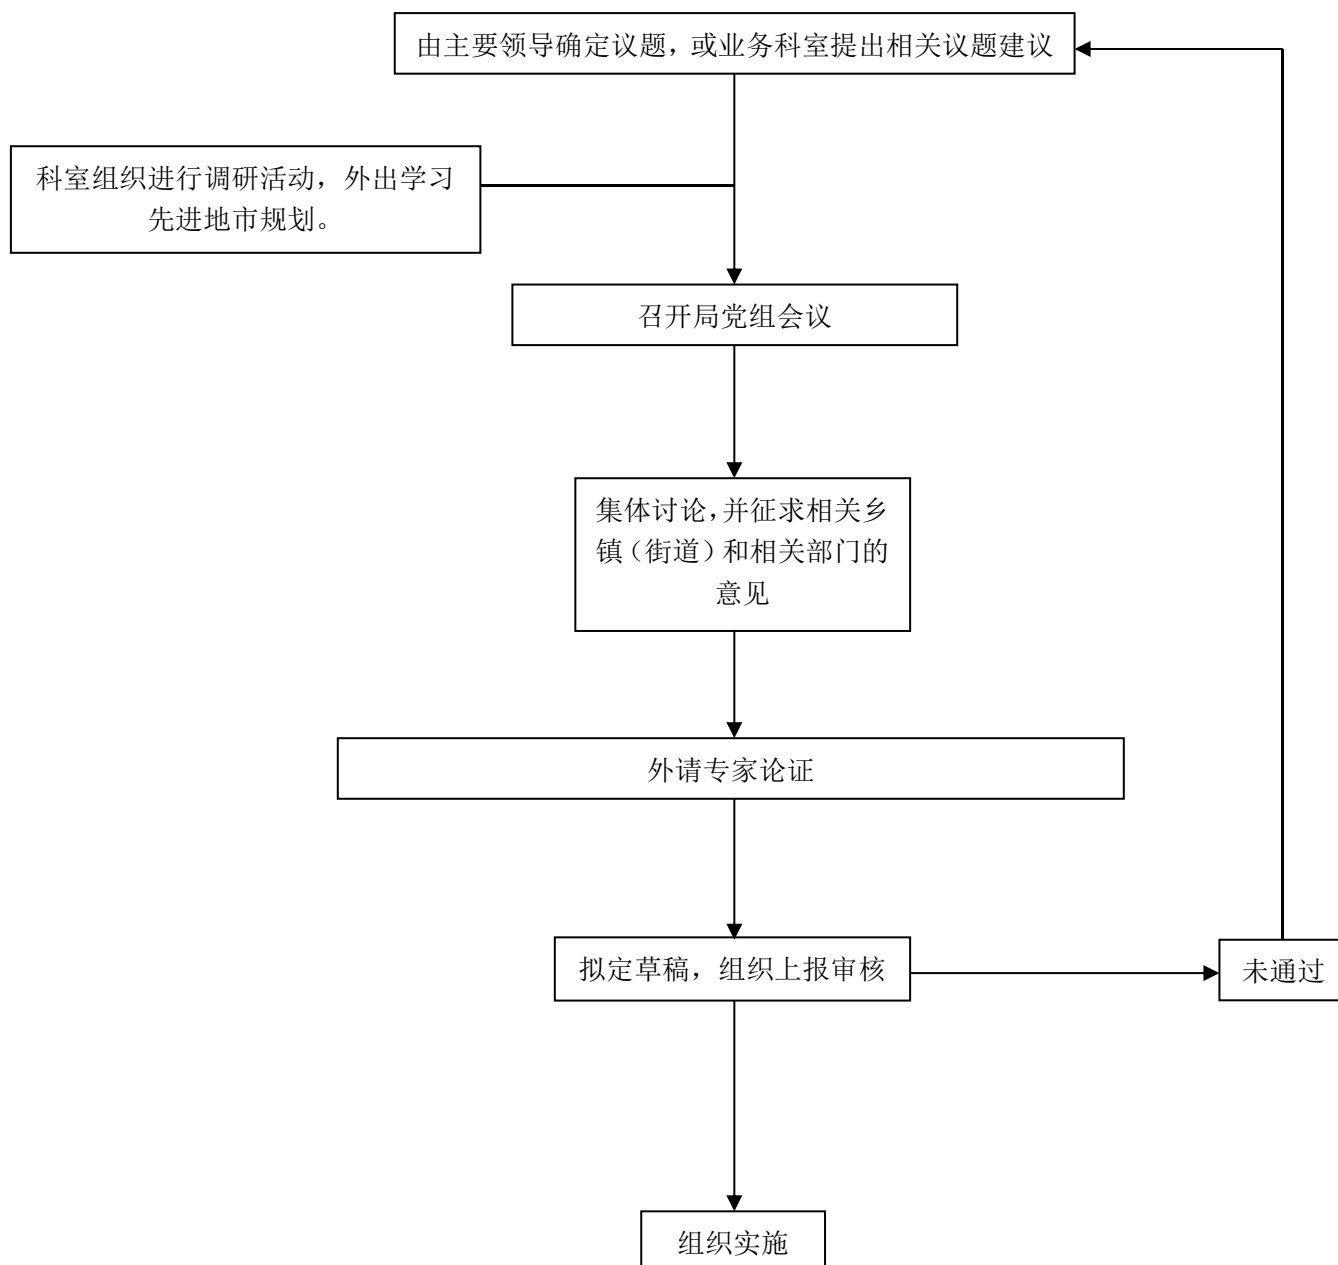 由主要领导确定议题，或业务科室提出相关议题建议
科室组织进行调研活动，外出学习
先进地市规划。
召开局党组会议
集体讨论，并征求相关乡
镇（街道）和相关部门的
意见
外请专家论证
拟定草稿，组织上报审核
未通过
组织实施